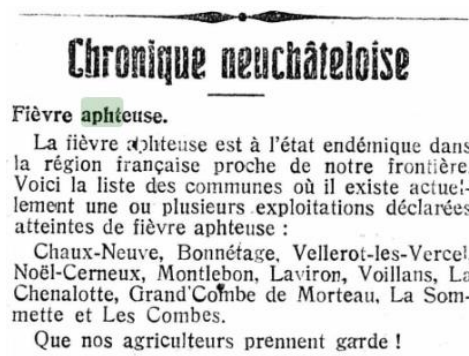 Chronique neuchâteloise
Fièvre aphteuse.
La fièvre aphteuse est à l'état endémique dans
la région française proche de notre frontière
Voici la liste des communes où il existe actuel-
lement une ou plusieurs exploitations déclarées
atteintes de fièvre aphteuse :
Chaux-Neuve, Bonnétage, Vellerot-les-Vercel
Noël-Cerneux, Montlebon, Laviron, Voillans, La
Chenalotte, Grand'Combe de Morteau, La Som-
mette et Les Combes.
Que nos agriculteurs prennent garde !